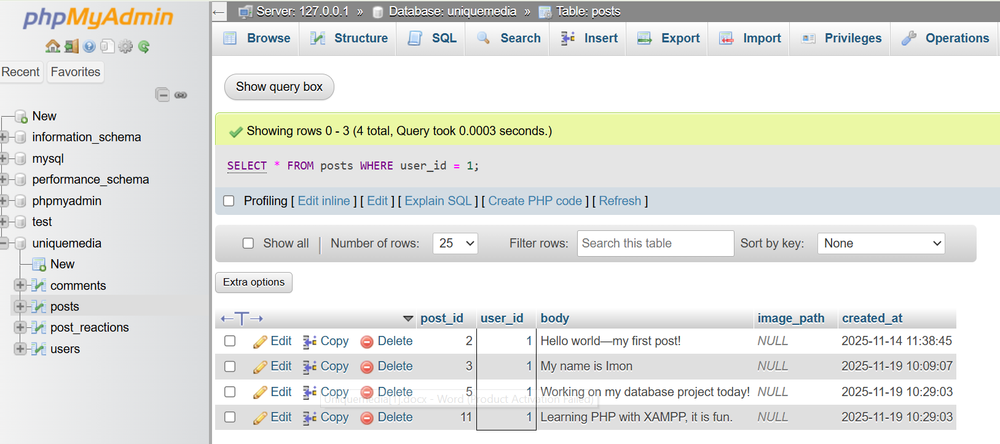 phpMyAdmin
Recent Favorites
New
information_schema
mysql
performance_schema
phpmyadmin
test
uniquemedia
New
comments
posts
post_reactions
users
← Server: 127.0.0.1 » Database: uniquemedia » Table: posts
Browse Structure SQL Search Insert Export Import Privileges Operations
Show query box
Showing rows 0 - 3 (4 total, Query took 0.0003 seconds.)
SELECT * FROM posts WHERE user_id = 1;
Profiling [ Edit inline ] [ Edit ] [ Explain SQL ] [ Create PHP code ] [ Refresh ]
Show all | Number of rows: 25 Filter rows: Search this table Sort by key: None
Extra options
←T→ post_id user_id body image_path created_at
Edit Copy Delete 2 1 Hello world—my first post! NULL 2025-11-14 11:38:45
Edit Copy Delete 3 1 My name is Imon NULL 2025-11-19 10:09:07
Edit Copy Delete 5 1 Working on my database project today! NULL 2025-11-19 10:29:03
Uniquemedia[1].docx - Word (Product Activation Failed)
Edit Copy Delete 11 1 Learning PHP with XAMPP, it is fun. NULL 2025-11-19 10:29:03